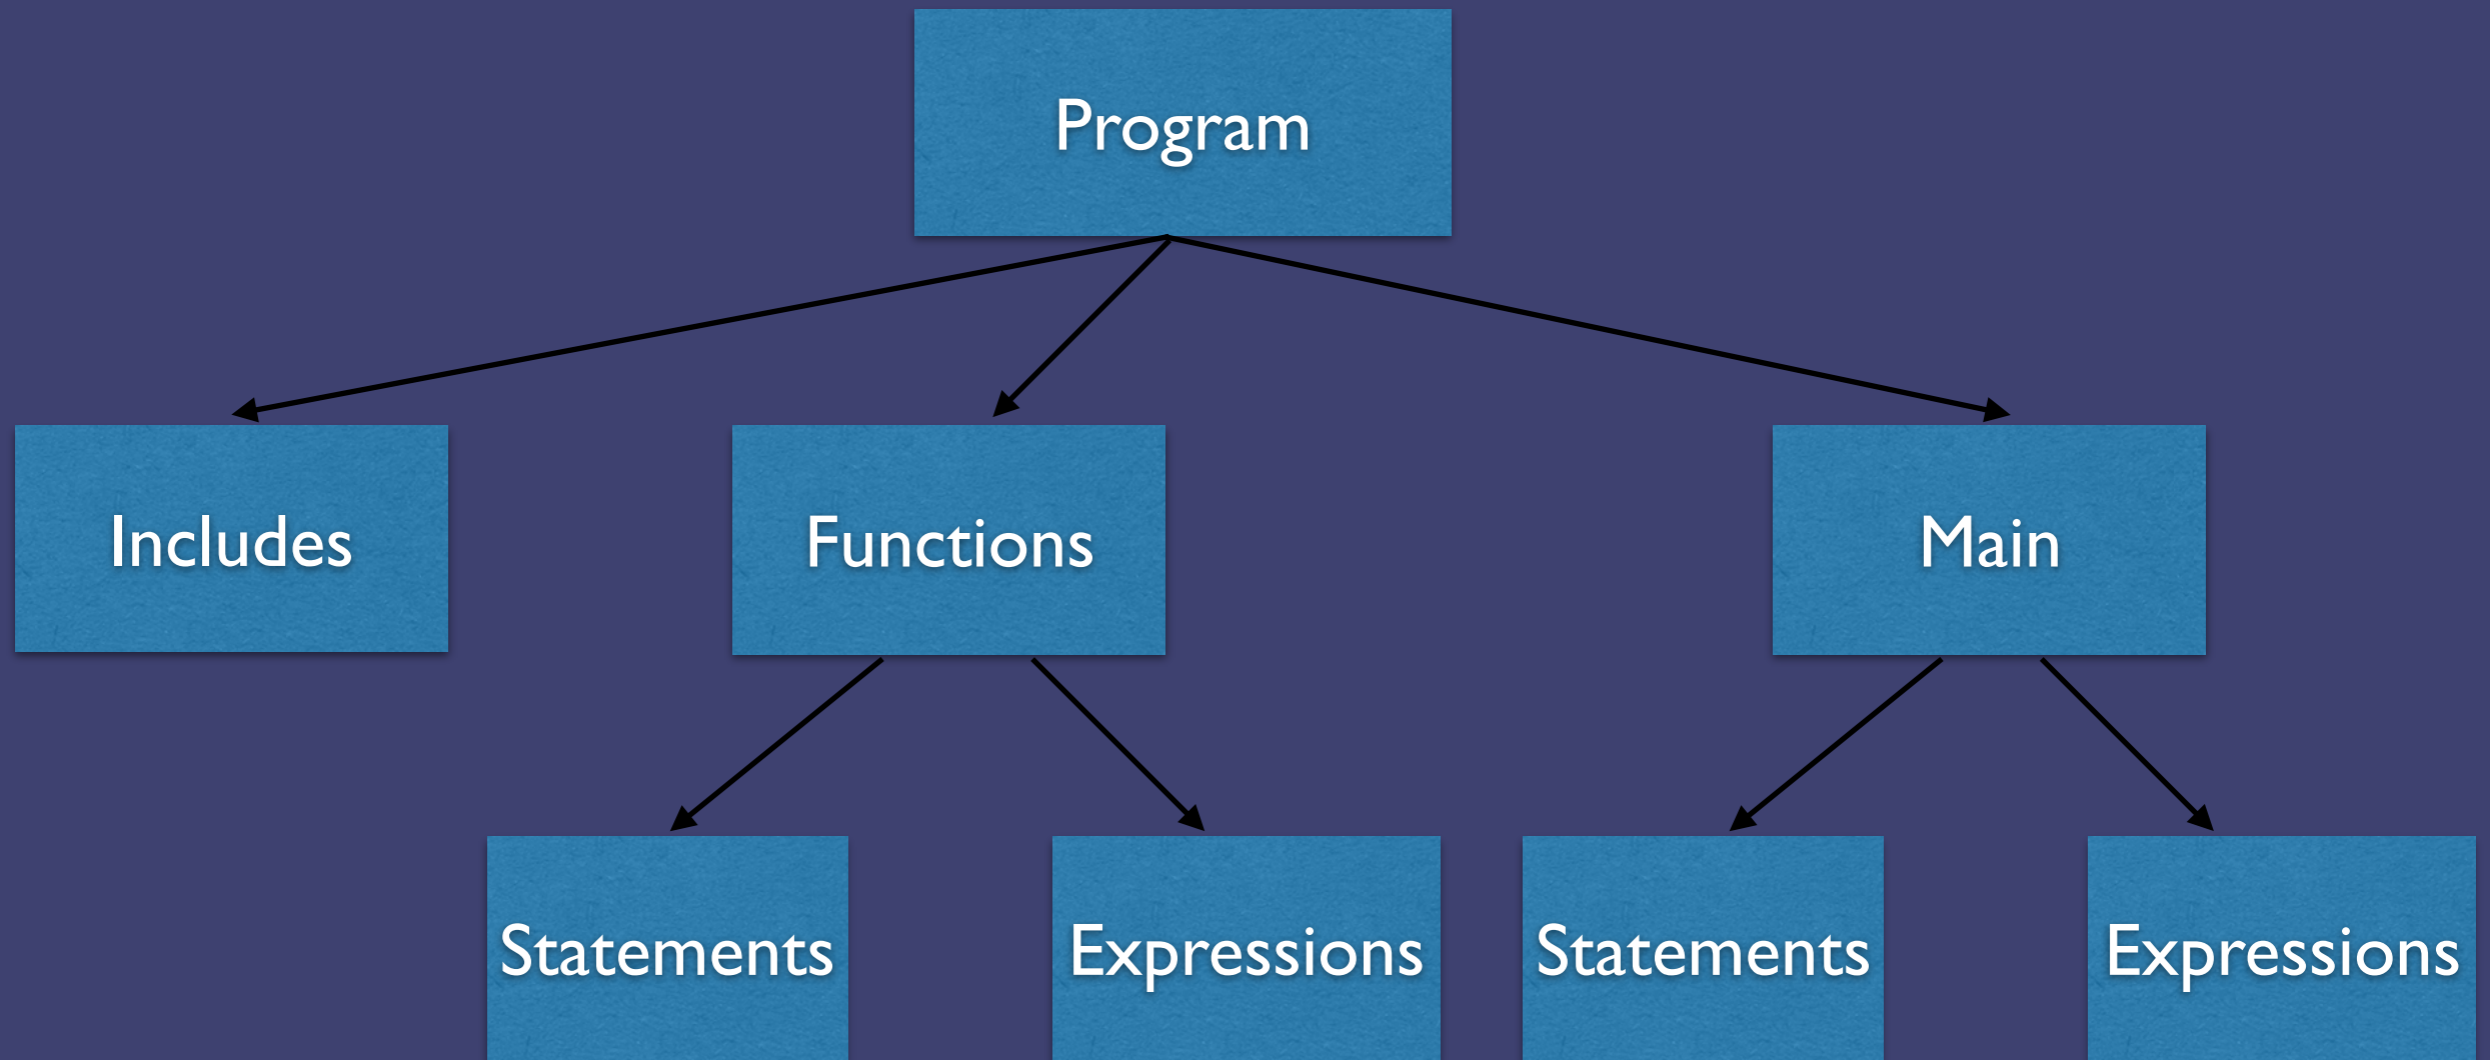 Program
Includes
Functions
Main
Statements
Expressions
Statements
Expressions